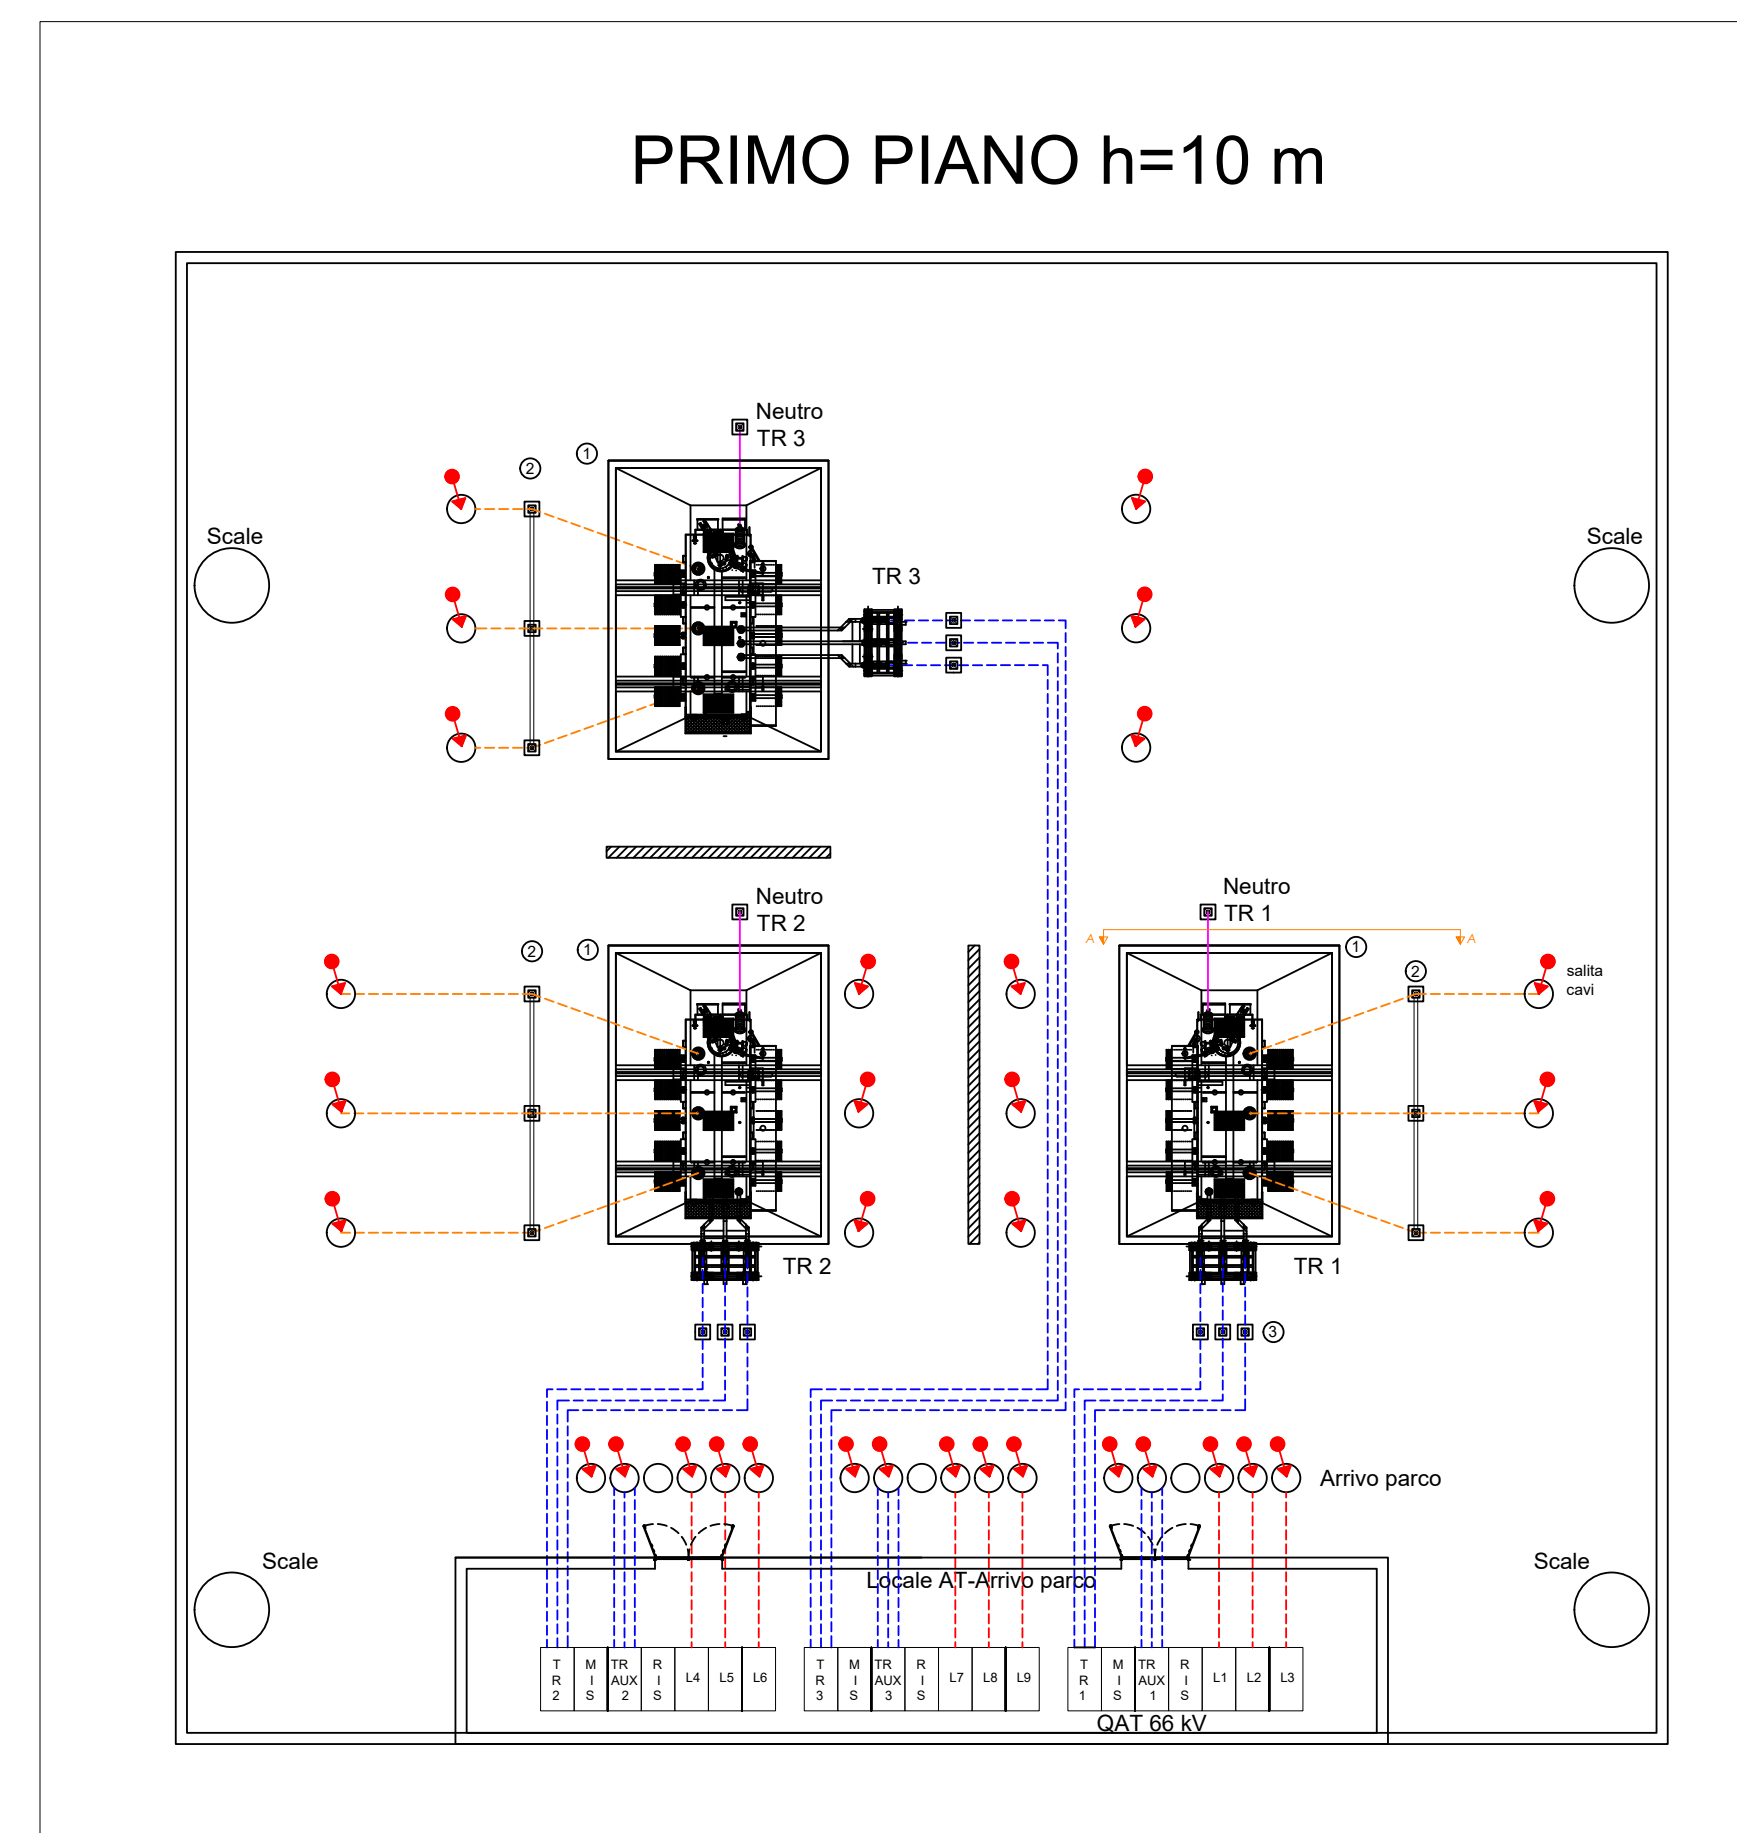 PRIMO PIANO h=10 m
Neutro
TR 3
1
2
Scale
Scale
TR 3
Neutro
TR 2
Neutro
TR 1
A
A
2
1
1
2
salita
cavi
TR 2
TR 1
3
Arrivo parco
Scale
Scale
Locale AT-Arrivo parco
T
R
2
M
I
S
TR
AUX
2
R
I
S
L4
L5
L6
T
R
3
M
I
S
TR
AUX
3
R
I
S
L7
L8
L9
T
R
1
M
I
S
TR
AUX
1
R
I
S
L1
L2
L3
QAT 66 kV